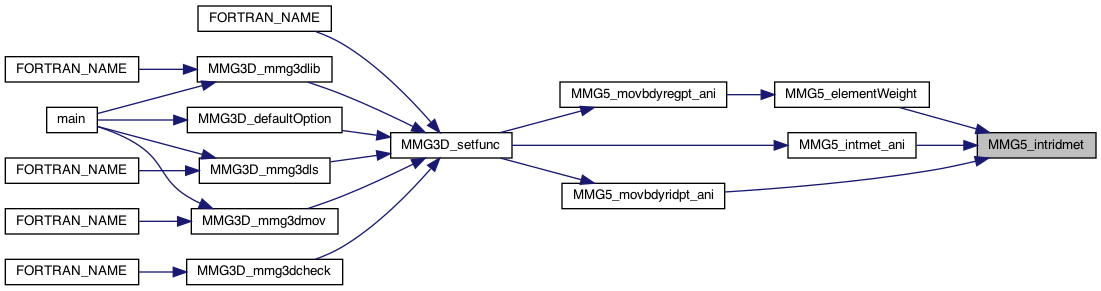 FORTRAN_NAME
FORTRAN_NAME
MMG3D_mmg3dlib
MMG5_movbdyregpt_ani
MMG5_elementWeight
main
MMG3D_defaultOption
MMG3D_setfunc
MMG5_intmet_ani
MMG5_intridmet
FORTRAN_NAME
MMG3D_mmg3dls
MMG5_movbdyridpt_ani
FORTRAN_NAME
MMG3D_mmg3dmov
FORTRAN_NAME
MMG3D_mmg3dcheck